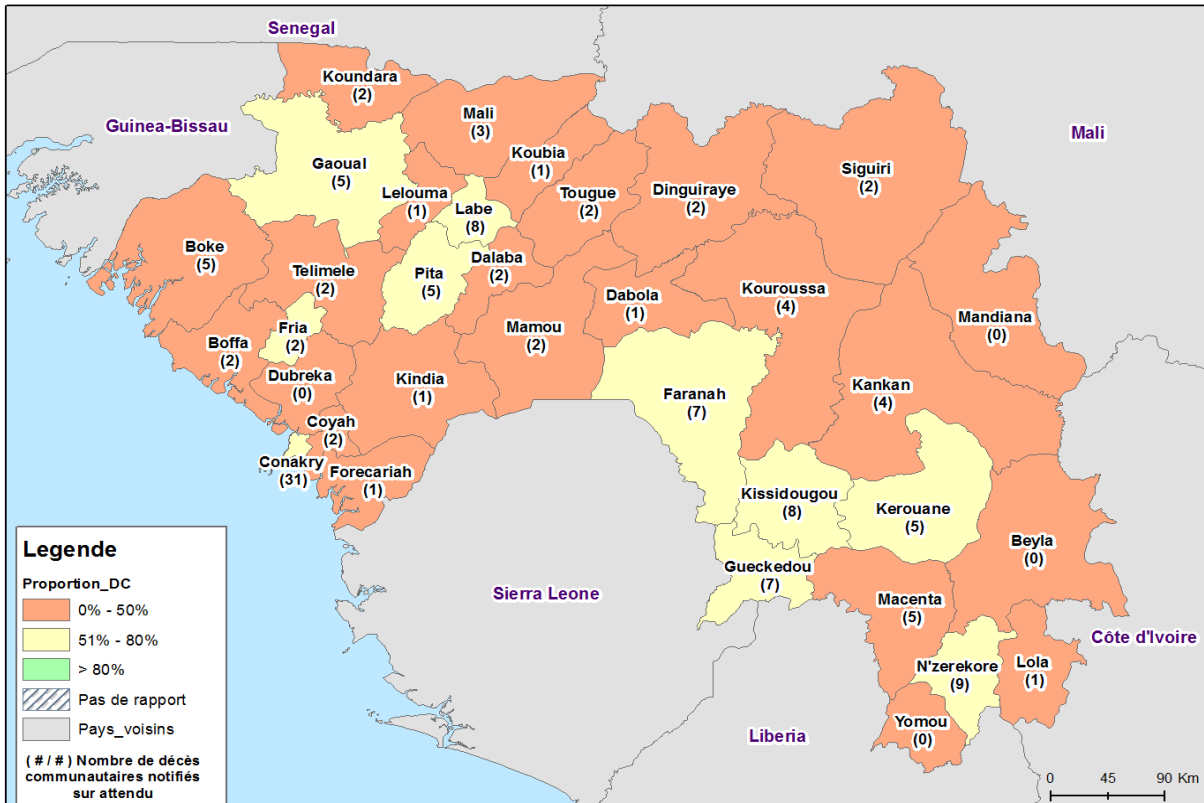 Senegal
Koundara
(2)
Guinea-Bissau
Mali
(3)
Mali
Gaoual
(5)
Koubia
(1)
Siguiri
(2)
Lelouma
(1)
Tougue
(2)
Dinguiraye
(2)
Labe
(8)
Boke
(5)
Telimele
(2)
Pita
(5)
Dalaba
(2)
Dabola
(1)
Kouroussa
(4)
Mandiana
(0)
Fria
(2)
Mamou
(2)
Boffa
(2)
Dubreka
(0)
Kindia
(1)
Faranah
(7)
Kankan
(4)
Coyah
(2)
Conakry
(31)
Forecariah
(1)
Kissidougou
(8)
Kerouane
(5)
Beyla
(0)
Gueckedou
(7)
Sierra Leone
Macenta
(5)
Côte d'Ivoire
N'zerekore
(9)
Lola
(1)
Yomou
(0)
Liberia
Legende
Proportion_DC
0% - 50%
51% - 80%
> 80%
Pas de rapport
Pays_voisins
( # / # ) Nombre de décès
communautaires notifiés
sur attendu
0 45 90 Km